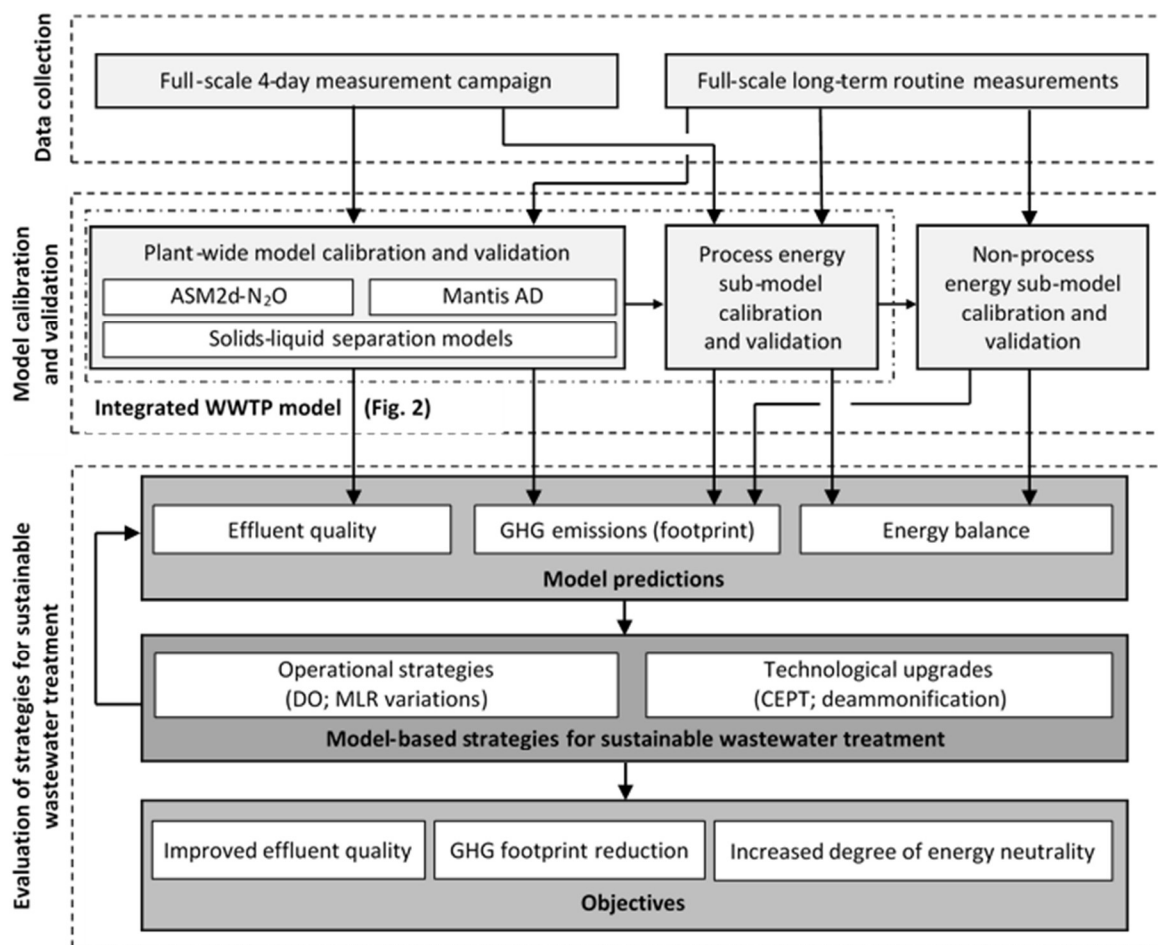 Data collection
Full-scale 4-day measurement campaign
Full-scale long-term routine measurements
Model calibration
and validation
Plant-wide model calibration and validation
ASM2d-N₂O
Mantis AD
Solids-liquid separation models
Process energy
sub-model
calibration
and validation
Non-process
energy sub-model
calibration and
validation
Integrated WWTP model (Fig. 2)
Evaluation of strategies for sustainable
wastewater treatment
Effluent quality
GHG emissions (footprint)
Energy balance
Model predictions
Operational strategies
(DO; MLR variations)
Technological upgrades
(CEPT; deammonification)
Model-based strategies for sustainable wastewater treatment
Improved effluent quality
GHG footprint reduction
Increased degree of energy neutrality
Objectives